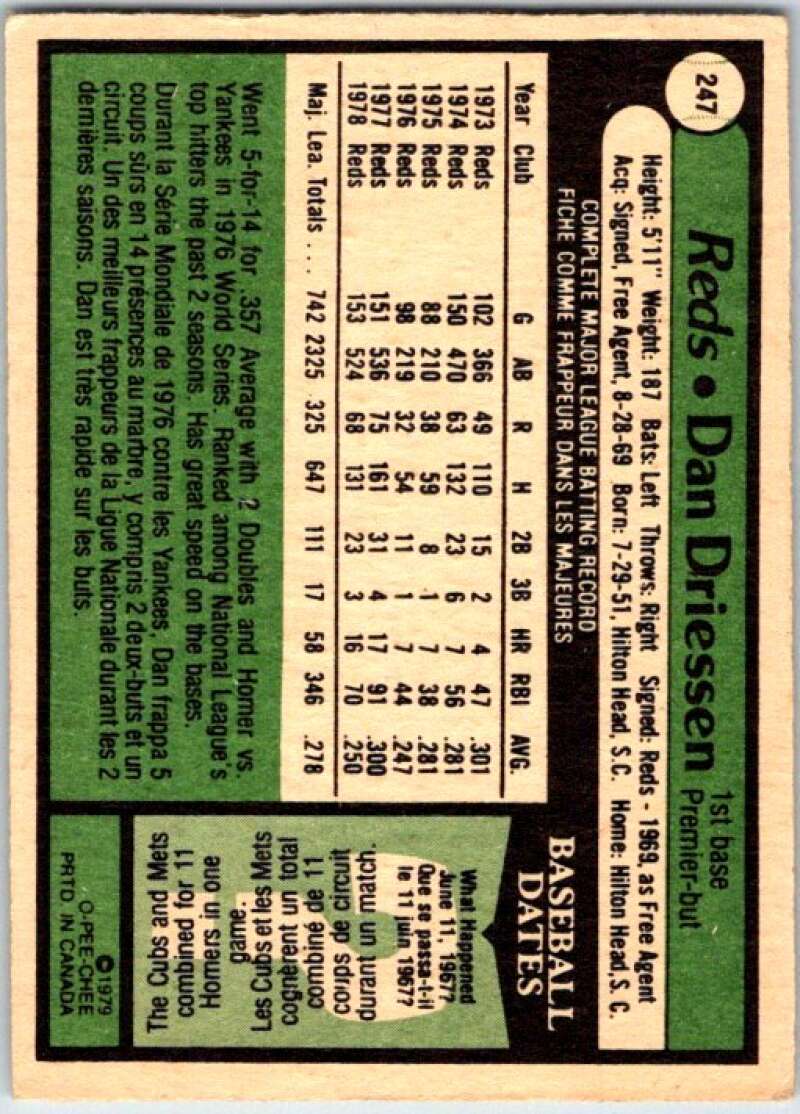 247
Reds • Dan Driessen
1st base
Premier-but
Height: 5'11" Weight: 187 Bats: Left Throws: Right Signed: Reds - 1969, as Free Agent
Acq: Signed, Free Agent, 8-28-69 Born: 7-29-51, Hilton Head, S.C. Home: Hilton Head, S. C.
COMPLETE MAJOR LEAGUE BATTING RECORD
FICHE COMME FRAPPEUR DANS LES MAJEURES
Year Club G AB R H 2B 3B HR RBI AVG.
1973 Reds 102 366 49 110 15 2 4 47 .301
1974 Reds 150 470 63 132 23 6 7 56 .281
1975 Reds 88 210 38 59 8 1 7 38 .281
1976 Reds 98 219 32 54 11 1 7 44 .247
1977 Reds 151 536 75 161 31 4 17 91 .300
1978 Reds 153 524 68 131 23 3 16 70 .250
Maj. Lea. Totals . . . 742 2325 325 647 111 17 58 346 .278
Went 5-for-14 for .357 Average with 2 Doubles and Homer vs.
Yankees in 1976 World Series. Ranked among National League's
top hitters the past 2 seasons. Has great speed on the bases.
Durant la Série Mondiale de 1976 contre les Yankees, Dan frappa 5
coups sûrs en 14 présences au marbre, y compris 2 deux-buts et un
circuit. Un des meilleurs frappeurs de la Ligue Nationale durant les 2
dernières saisons. Dan est très rapide sur les buts.
BASEBALL
DATES
What Happened
June 11, 1967?
Que se passa-t-il
le 11 juin 1967?
The Cubs and Mets
combined for 11
Homers in one
game.
Les Cubs et les Mets
cognèrent un total
combiné de 11
coups de circuit
durant un match.
© 1979
O-PEE-CHEE
PRTD IN CANADA